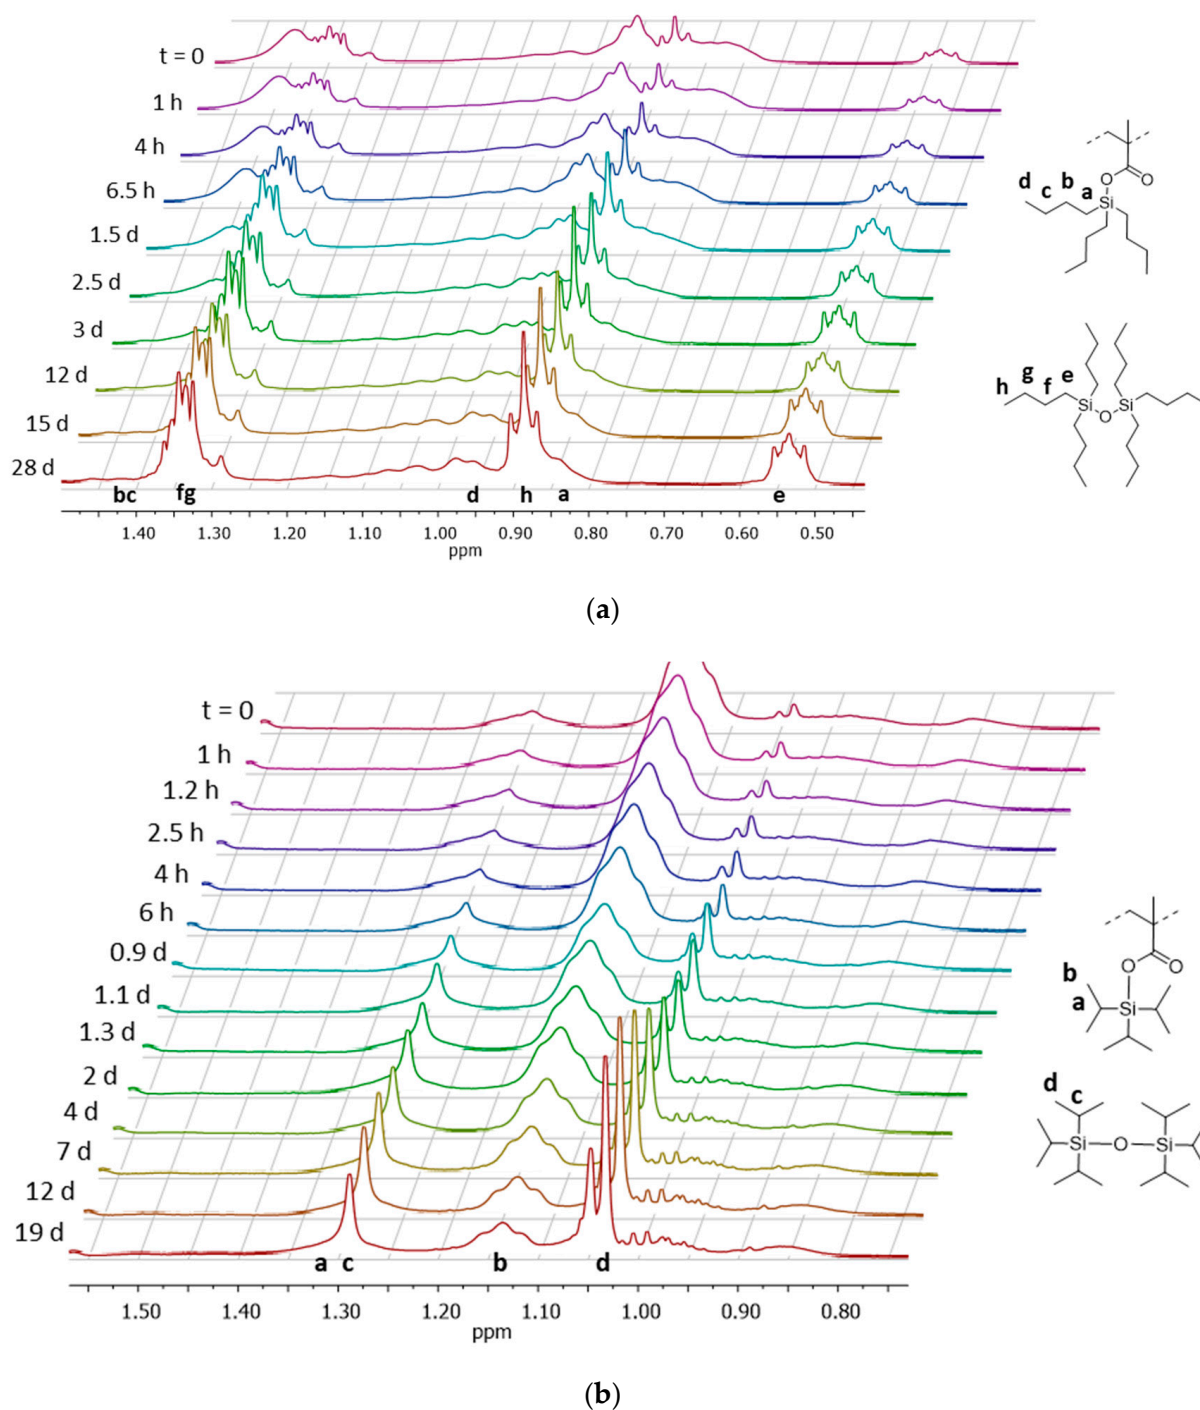 t = 0
1 h
4 h
6.5 h
1.5 d
2.5 d
3 d
12 d
15 d
28 d
bc fg d h a e
1.40 1.30 1.20 1.10 1.00 0.90 0.80 0.70 0.60 0.50
ppm
d c b a O O
Si
h g f e
Si O Si
(a)
t = 0
1 h
1.2 h
2.5 h
4 h
6 h
0.9 d
1.1 d
1.3 d
2 d
4 d
7 d
12 d
19 d
a c b d
1.50 1.40 1.30 1.20 1.10 1.00 0.90 0.80
ppm
b O O
a Si
d c
Si O Si
(b)